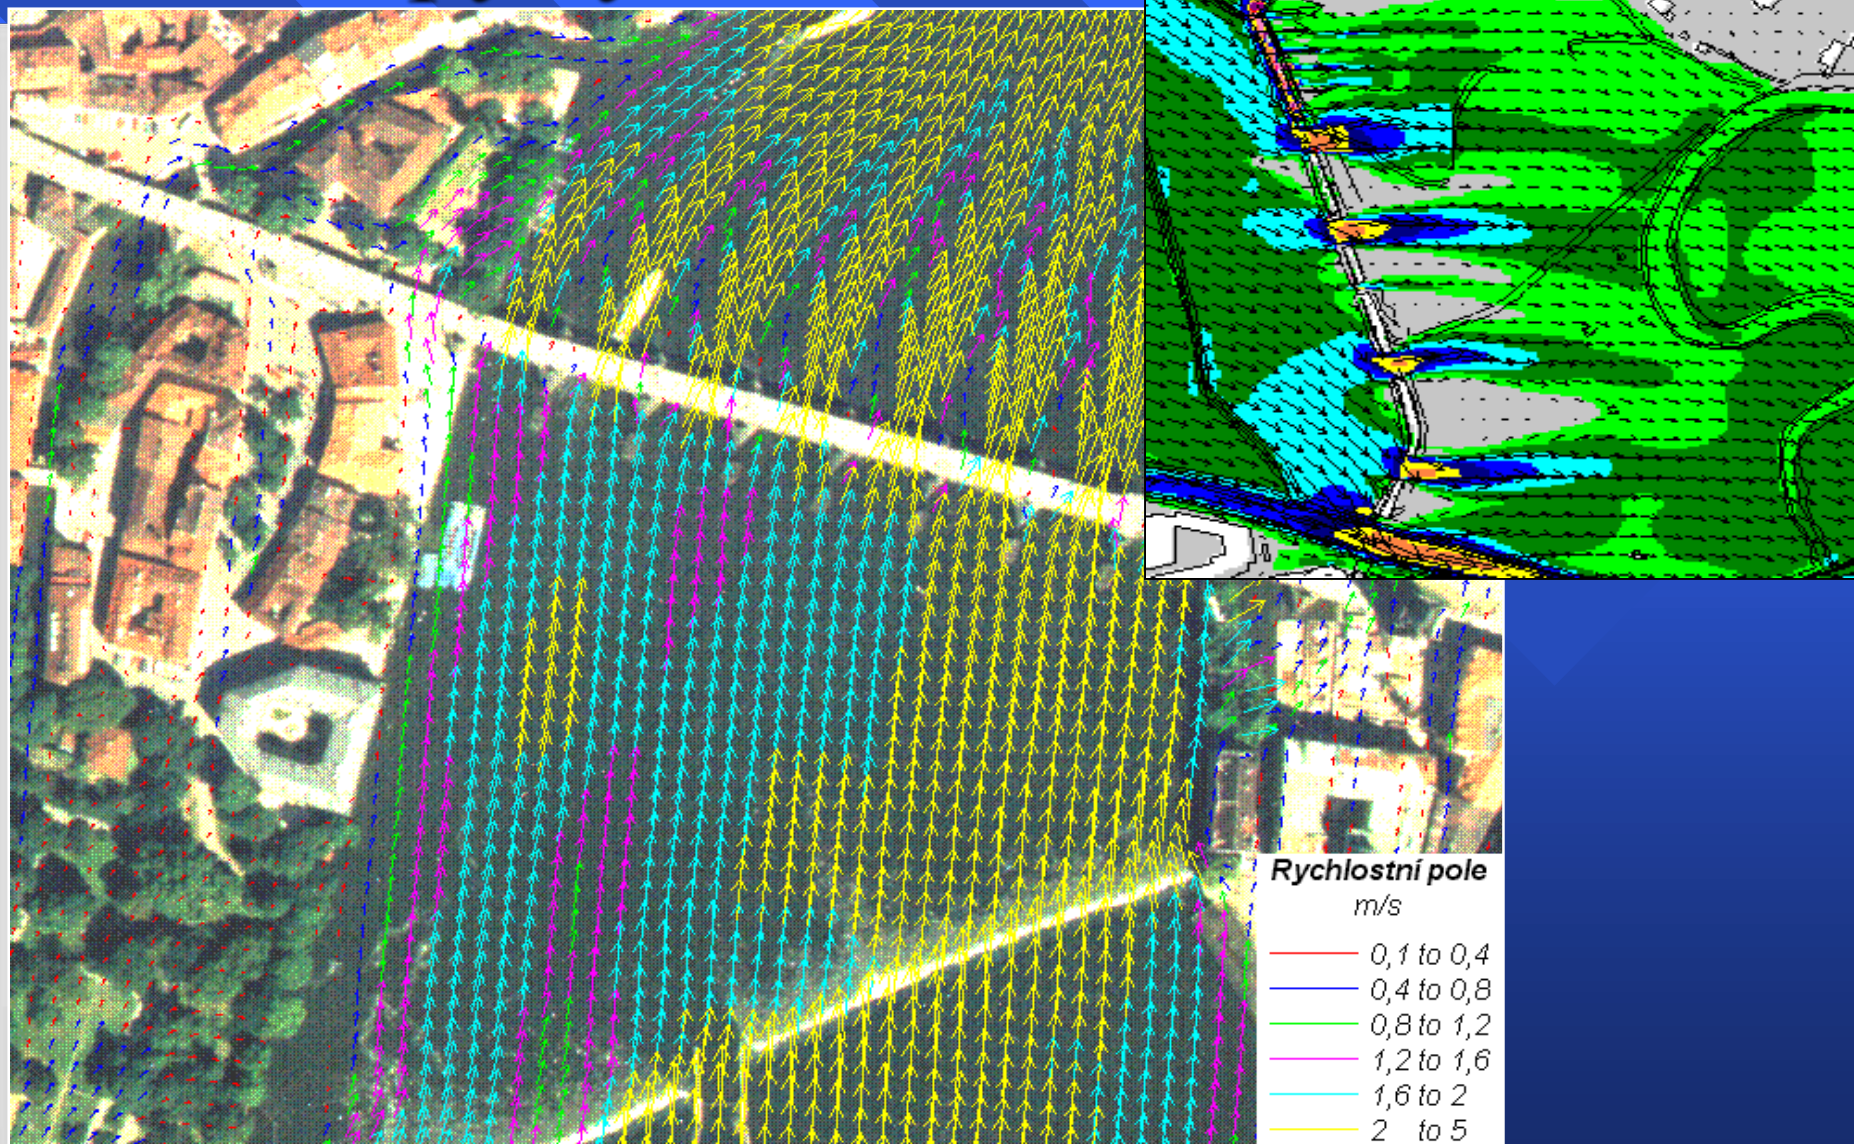 Rychlostní pole
m/s
0,1 to 0,4
0,4 to 0,8
0,8 to 1,2
1,2 to 1,6
1,6 to 2
2 to 5